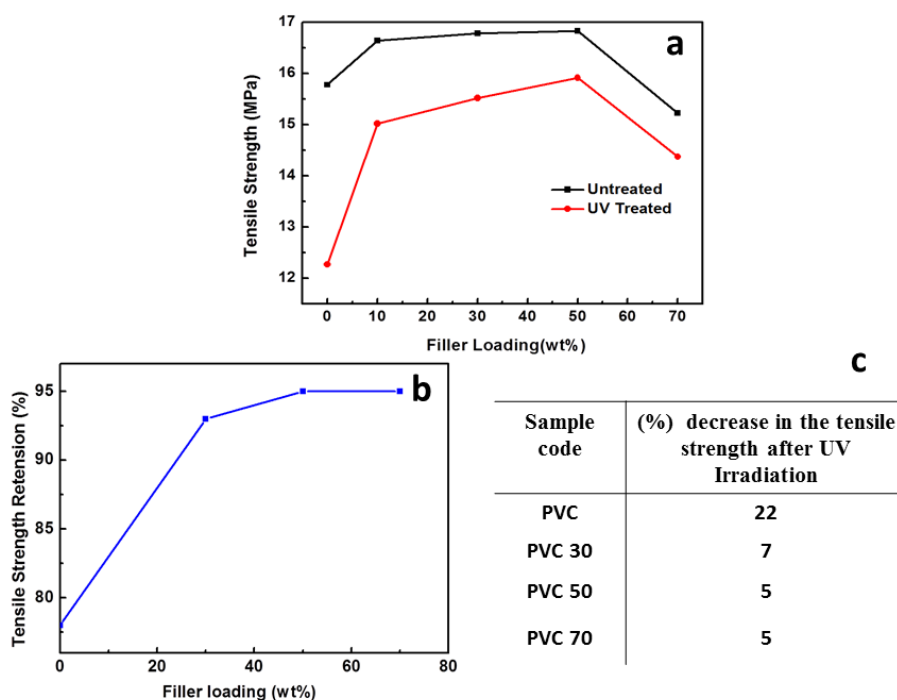 17
16
15
14
13
12
Tensile Strength (MPa)
a
Untreated
UV Treated
0 10 20 30 40 50 60 70
Filler Loading(wt%)
95
90
85
80
Tensile Strength Retension (%)
b
0 20 40 60 80
Filler loading (wt%)
c
Sample
code
(%) decrease in the tensile
strength after UV
Irradiation
PVC 22
PVC 30 7
PVC 50 5
PVC 70 5